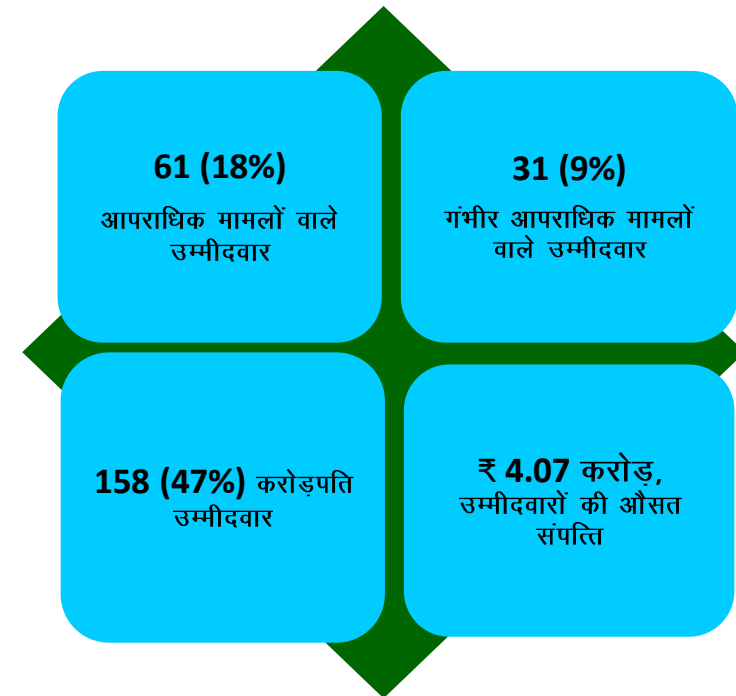 61 (18%)
आपराधिक मामलों वाले
उम्मीदवार
31 (9%)
गंभीर आपराधिक मामलों
वाले उम्मीदवार
158 (47%) करोड़पति
उम्मीदवार
₹ 4.07 करोड़,
उम्मीदवारों की औसत
संपत्ति